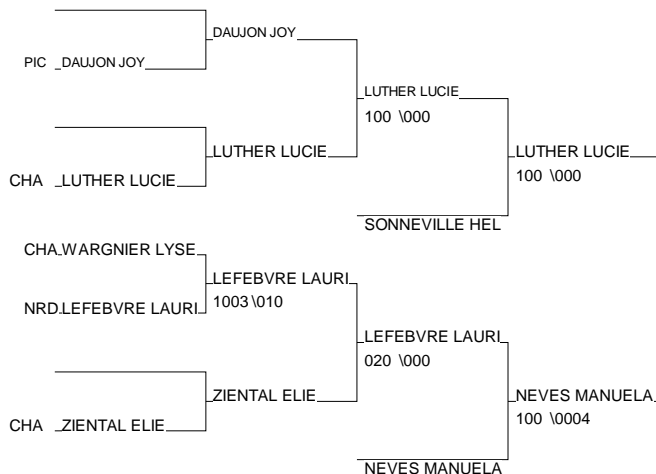 DAUJON JOY
PIC DAUJON JOY
LUTHER LUCIE
100 \000
LUTHER LUCIE
LUTHER LUCIE
100 \000
CHA LUTHER LUCIE
SONNEVILLE HEL
CHA WARGNIER LYSE
LEFEBVRE LAURI
1003 \010
NRD LEFEBVRE LAURI
LEFEBVRE LAURI
020 \000
ZIENTAL ELIE
NEVES MANUELA
100 \0004
CHA ZIENTAL ELIE
NEVES MANUELA